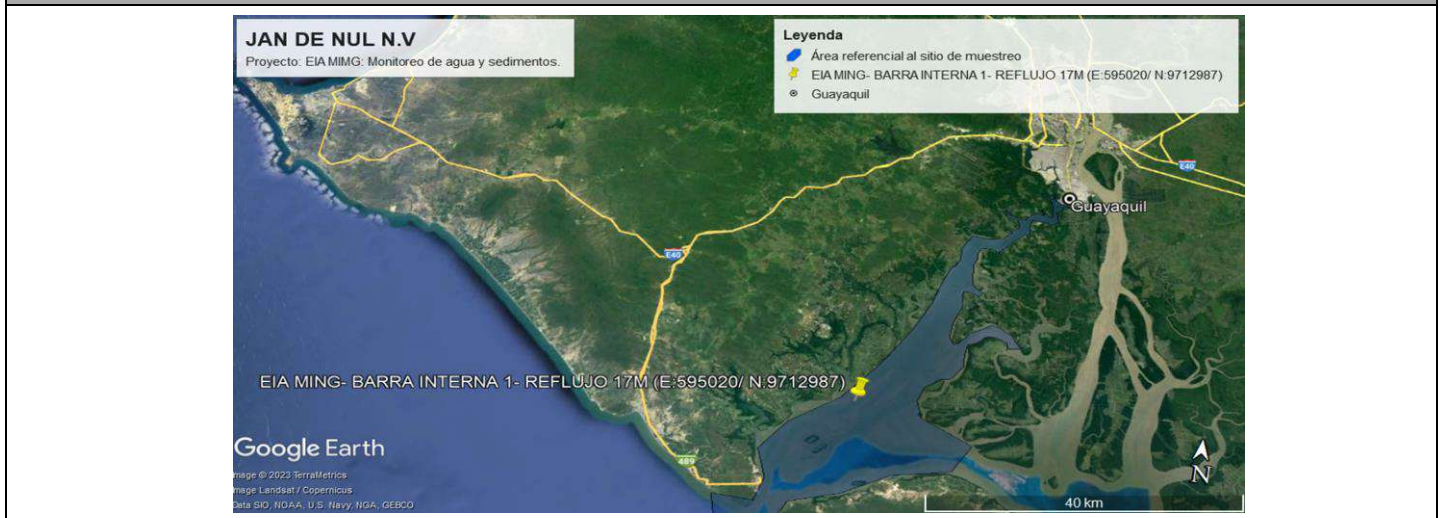 JAN DE NUL N.V
Proyecto: EIA MIMG: Monitoreo de agua y sedimentos.
Leyenda
Área referencial al sitio de muestreo
EIA MING- BARRA INTERNA 1- REFLUJO 17M (E:595020/ N:9712987)
Guayaquil
E40
Guayaquil
E40
EIA MING- BARRA INTERNA 1- REFLUJO 17M (E:595020/ N:9712987)
Google Earth
489
N
Image © 2023 TerraMetrics
Image Landsat / Copernicus
Data SIO, NOAA, U.S. Navy, NGA, GEBCO
40 km